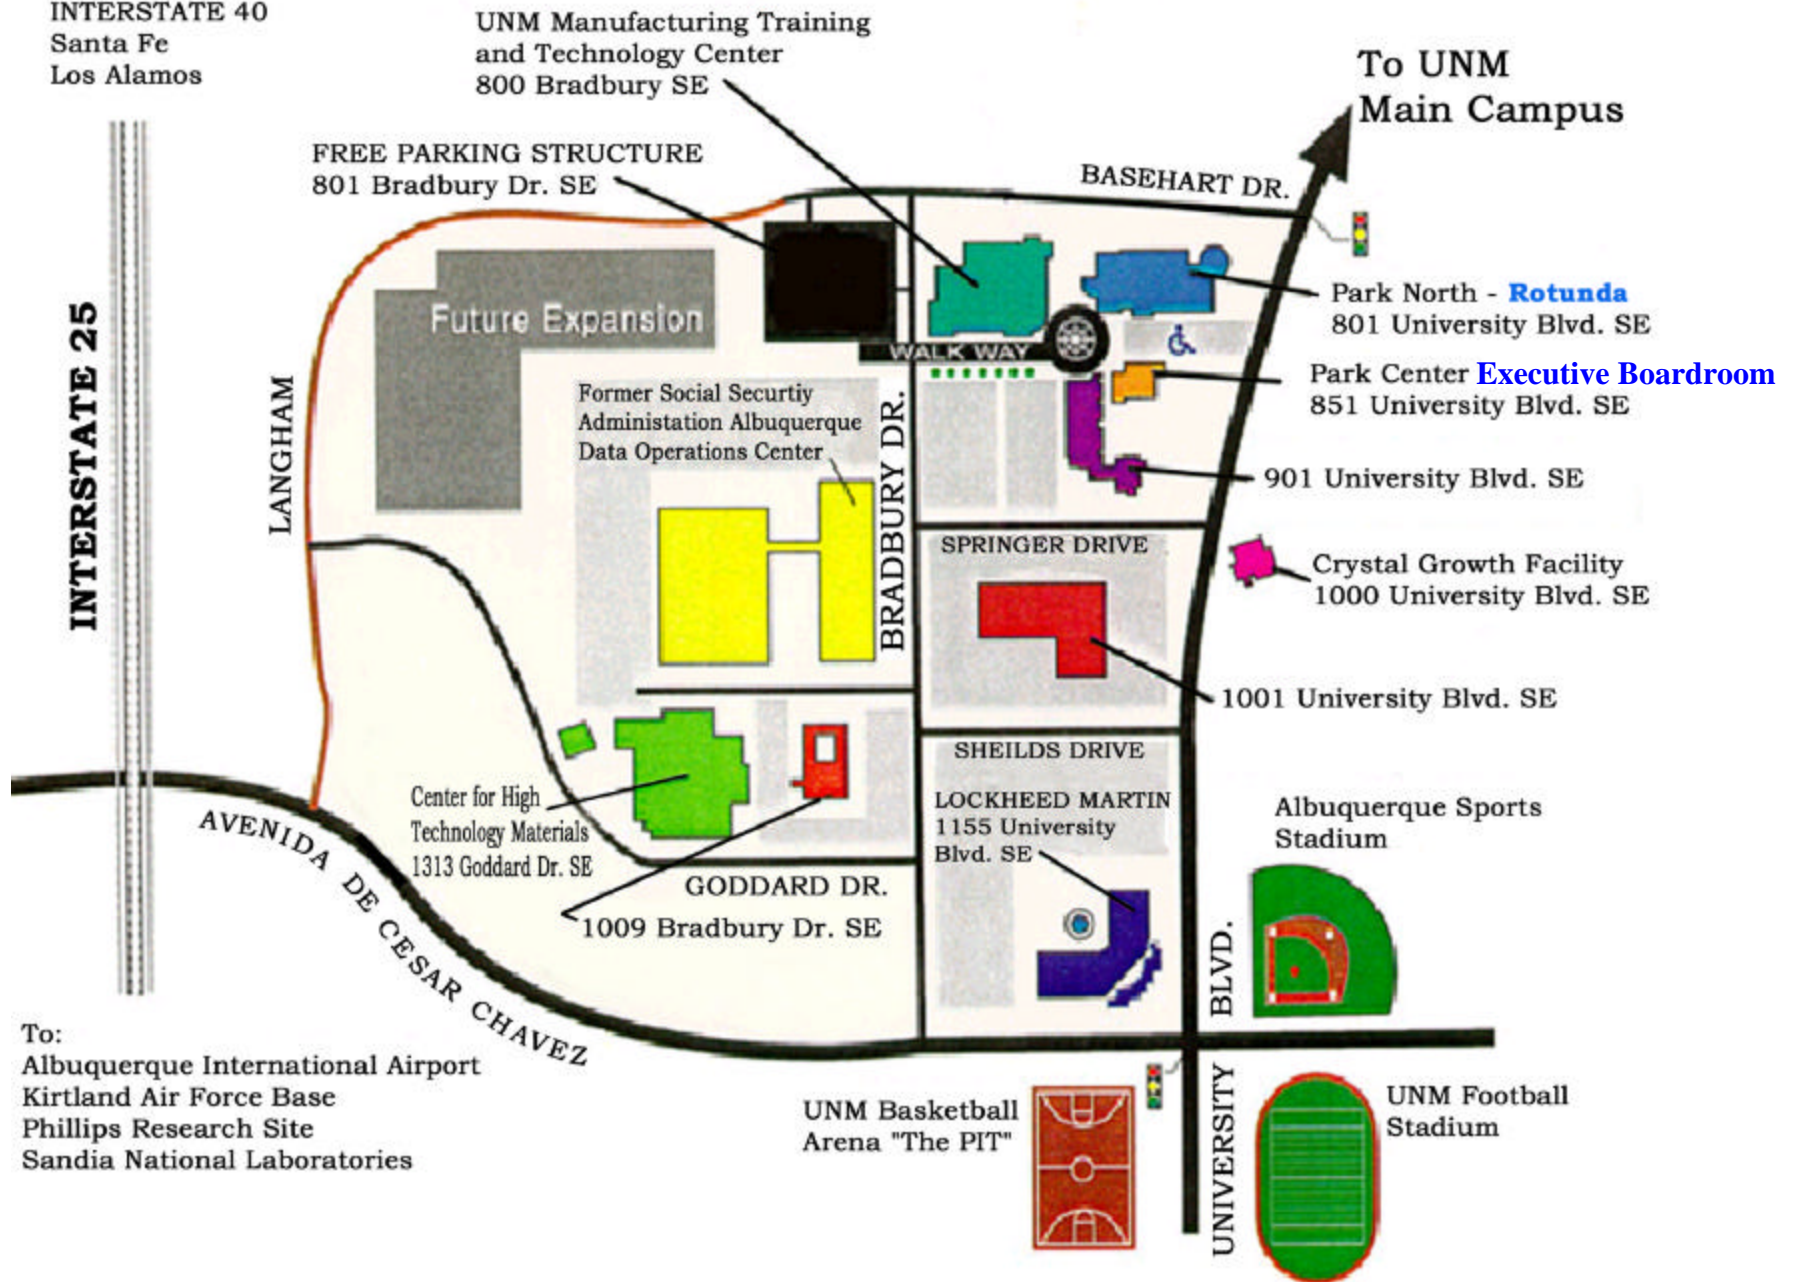 INTERSTATE 40
Santa Fe
Los Alamos
UNM Manufacturing Training
and Technology Center
800 Bradbury SE
To UNM
Main Campus
FREE PARKING STRUCTURE
801 Bradbury Dr. SE
BASEHART DR.
Park North - Rotunda
801 University Blvd. SE
Future Expansion
WALK WAY
Park Center Executive Boardroom
851 University Blvd. SE
INTERSTATE 25
LANGHAM
Former Social Securtiy
Administation Albuquerque
Data Operations Center
BRADBURY DR.
901 University Blvd. SE
SPRINGER DRIVE
Crystal Growth Facility
1000 University Blvd. SE
1001 University Blvd. SE
SHEILDS DRIVE
Center for High
Technology Materials
1313 Goddard Dr. SE
LOCKHEED MARTIN
1155 University
Blvd. SE
Albuquerque Sports
Stadium
AVENIDA DE CESAR CHAVEZ
GODDARD DR.
1009 Bradbury Dr. SE
To:
Albuquerque International Airport
Kirtland Air Force Base
Phillips Research Site
Sandia National Laboratories
UNM Basketball
Arena "The PIT"
UNIVERSITY BLVD.
UNM Football
Stadium